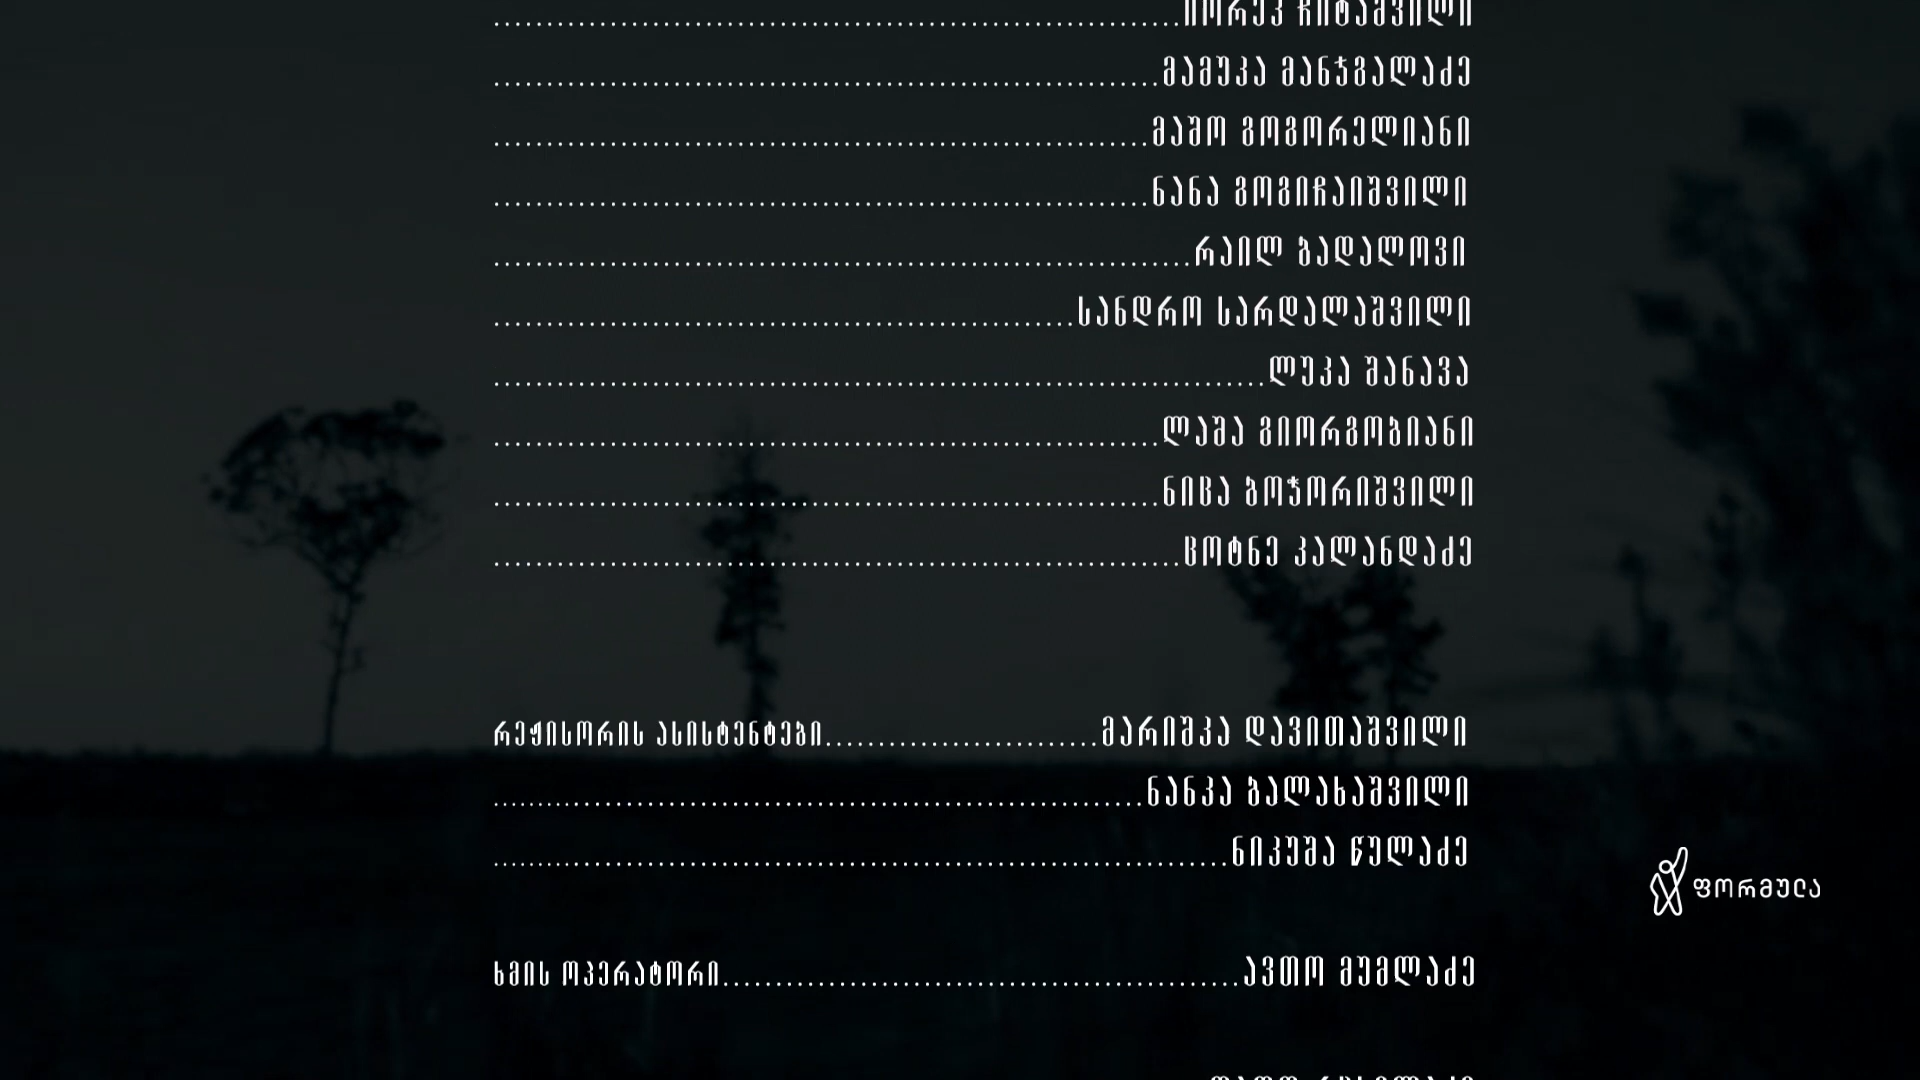 ................................................................ჩიტაშვილი
................................................................მამუკა მანჯგალაძე
................................................................მაშო გოგორელიანი
................................................................ნანა გოგიჩაიშვილი
................................................................რაილ ბადალოვი
................................................................სანდრო სარდალაშვილი
................................................................ლუკა შანავა
................................................................ლაშა გიორგობიანი
................................................................ნიცა ბოჭორიშვილი
................................................................ცოტნე კალანდაძე
რეჟისორის ასისტენტები..........................მარიშკა დავითაშვილი
................................................................ნანკა ბალახაშვილი
................................................................ნიკუშა წულაძე
ფორმულა
ხმის ოპერატორი.................................................ავთო მუმლაძე